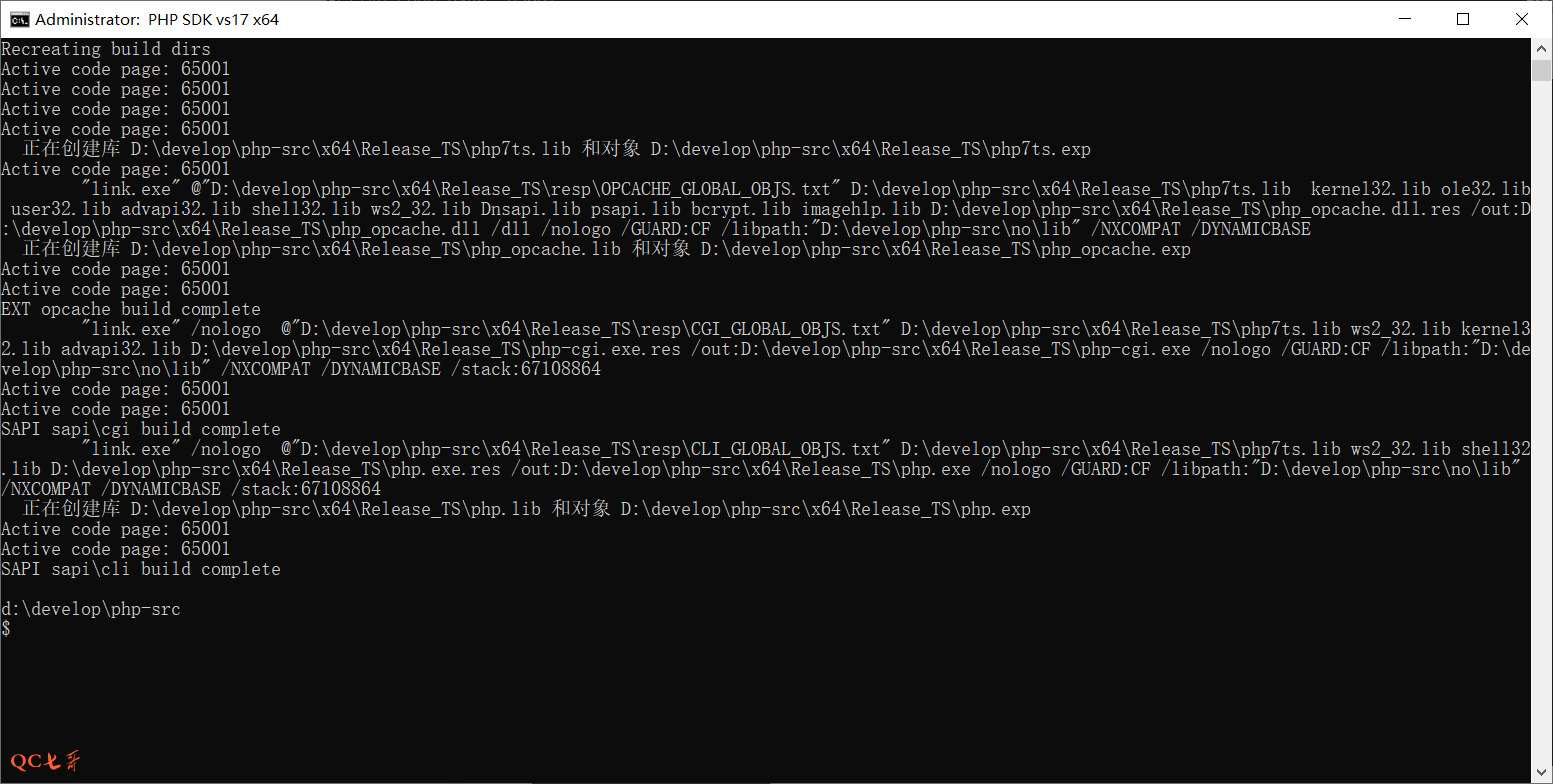 Administrator: PHP SDK vs17 x64
Recreating build dirs
Active code page: 65001
Active code page: 65001
Active code page: 65001
Active code page: 65001
正在创建库 D:\develop\php-src\x64\Release_TS\php7ts.lib 和对象 D:\develop\php-src\x64\Release_TS\php7ts.exp
Active code page: 65001
"link.exe" @"D:\develop\php-src\x64\Release_TS\resp\OPCACHE_GLOBAL_OBJS.txt" D:\develop\php-src\x64\Release_TS\php7ts.lib  kernel32.lib ole32.lib
user32.lib advapi32.lib shell32.lib ws2_32.lib Dnsapi.lib psapi.lib bcrypt.lib imagehlp.lib D:\develop\php-src\x64\Release_TS\php_opcache.dll.res /out:D
:\develop\php-src\x64\Release_TS\php_opcache.dll /dll /nologo /GUARD:CF /libpath:"D:\develop\php-src\no\lib" /NXCOMPAT /DYNAMICBASE
正在创建库 D:\develop\php-src\x64\Release_TS\php_opcache.lib 和对象 D:\develop\php-src\x64\Release_TS\php_opcache.exp
Active code page: 65001
Active code page: 65001
EXT opcache build complete
"link.exe" /nologo  @"D:\develop\php-src\x64\Release_TS\resp\CGI_GLOBAL_OBJS.txt" D:\develop\php-src\x64\Release_TS\php7ts.lib ws2_32.lib kernel3
2.lib advapi32.lib D:\develop\php-src\x64\Release_TS\php-cgi.exe.res /out:D:\develop\php-src\x64\Release_TS\php-cgi.exe /nologo /GUARD:CF /libpath:"D:\de
velop\php-src\no\lib" /NXCOMPAT /DYNAMICBASE /stack:67108864
Active code page: 65001
Active code page: 65001
SAPI sapi\cgi build complete
"link.exe" /nologo  @"D:\develop\php-src\x64\Release_TS\resp\CLI_GLOBAL_OBJS.txt" D:\develop\php-src\x64\Release_TS\php7ts.lib ws2_32.lib shell32
.lib D:\develop\php-src\x64\Release_TS\php.exe.res /out:D:\develop\php-src\x64\Release_TS\php.exe /nologo /GUARD:CF /libpath:"D:\develop\php-src\no\lib"
/NXCOMPAT /DYNAMICBASE /stack:67108864
正在创建库 D:\develop\php-src\x64\Release_TS\php.lib 和对象 D:\develop\php-src\x64\Release_TS\php.exp
Active code page: 65001
Active code page: 65001
SAPI sapi\cli build complete
d:\develop\php-src
$
QC七哥